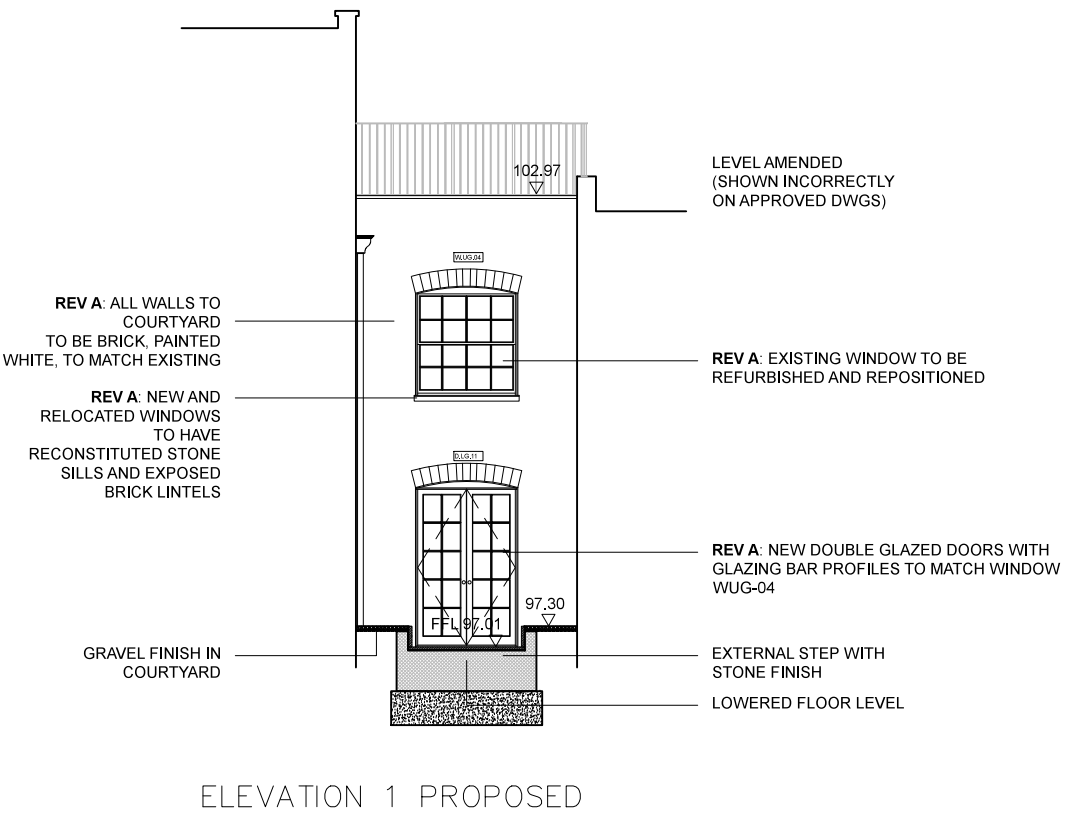 102.97
LEVEL AMENDED
(SHOWN INCORRECTLY
ON APPROVED DWGS)
W.UG.04
REV A: ALL WALLS TO
COURTYARD
TO BE BRICK, PAINTED
WHITE, TO MATCH EXISTING
REV A: EXISTING WINDOW TO BE
REFURBISHED AND REPOSITIONED
REV A: NEW AND
RELOCATED WINDOWS
TO HAVE
RECONSTITUTED STONE
SILLS AND EXPOSED
BRICK LINTELS
D.LG.11
REV A: NEW DOUBLE GLAZED DOORS WITH
GLAZING BAR PROFILES TO MATCH WINDOW
WUG-04
97.30
FFL 97.01
GRAVEL FINISH IN
COURTYARD
EXTERNAL STEP WITH
STONE FINISH
LOWERED FLOOR LEVEL
ELEVATION 1 PROPOSED